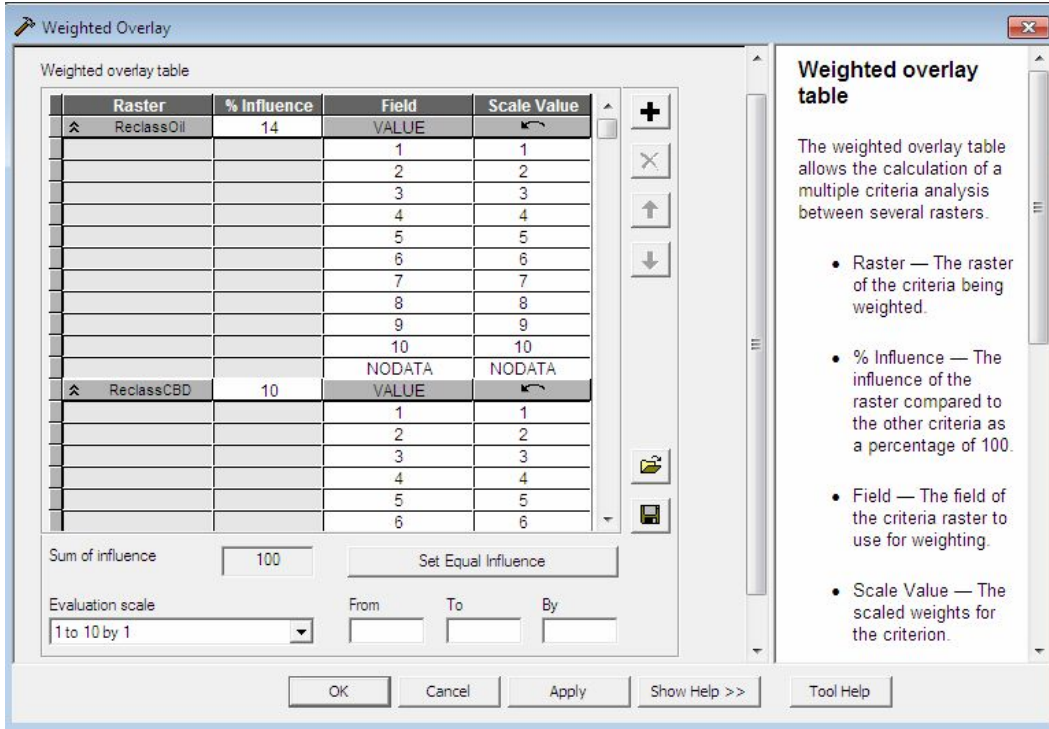 Weighted Overlay
Weighted overlay table
Raster % Influence Field Scale Value
ReclassOil 14 VALUE
1 1
2 2
3 3
4 4
5 5
6 6
7 7
8 8
9 9
10 10
NODATA NODATA
ReclassCBD 10 VALUE
1 1
2 2
3 3
4 4
5 5
6 6
Sum of influence 100 Set Equal Influence
Evaluation scale From To By
1 to 10 by 1
OK Cancel Apply Show Help >> Tool Help
Weighted overlay
table
The weighted overlay table
allows the calculation of a
multiple criteria analysis
between several rasters.
• Raster — The raster
of the criteria being
weighted.
• % Influence — The
influence of the
raster compared to
the other criteria as
a percentage of 100.
• Field — The field of
the criteria raster to
use for weighting.
• Scale Value — The
scaled weights for
the criterion.